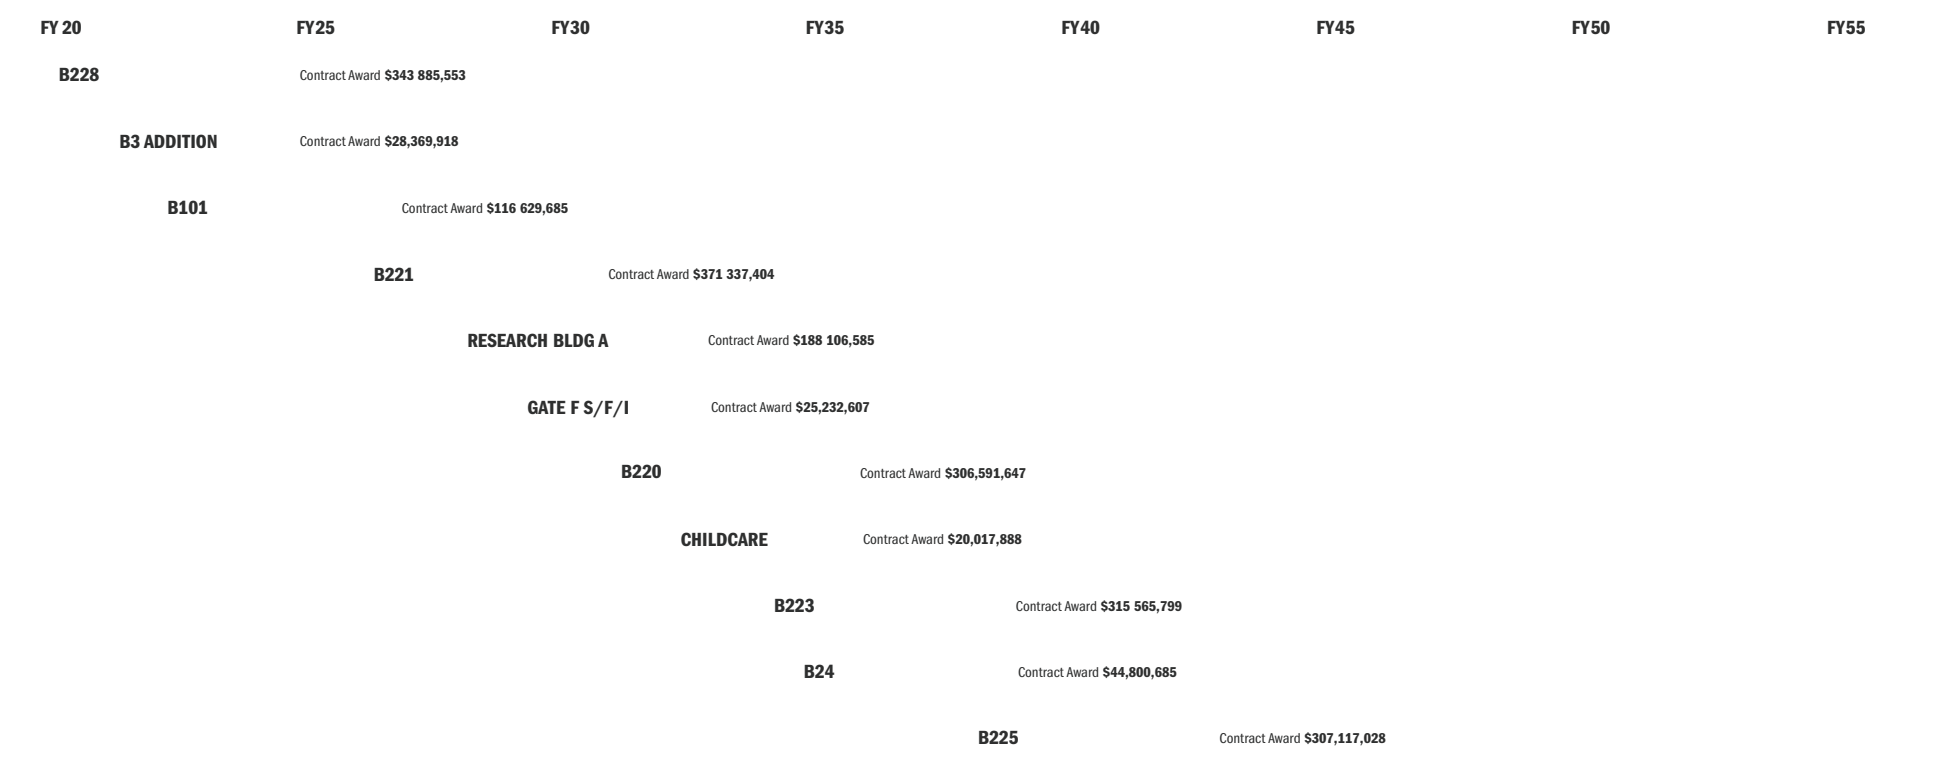 FY 20 FY25 FY30 FY35 FY40 FY45 FY50 FY55
B228 Contract Award $343 885,553
B3 ADDITION Contract Award $28,369,918
B101 Contract Award $116 629,685
B221 Contract Award $371 337,404
RESEARCH BLDG A Contract Award $188 106,585
GATE F S/F/I Contract Award $25,232,607
B220 Contract Award $306,591,647
CHILDCARE Contract Award $20,017,888
B223 Contract Award $315 565,799
B24 Contract Award $44,800,685
B225 Contract Award $307,117,028